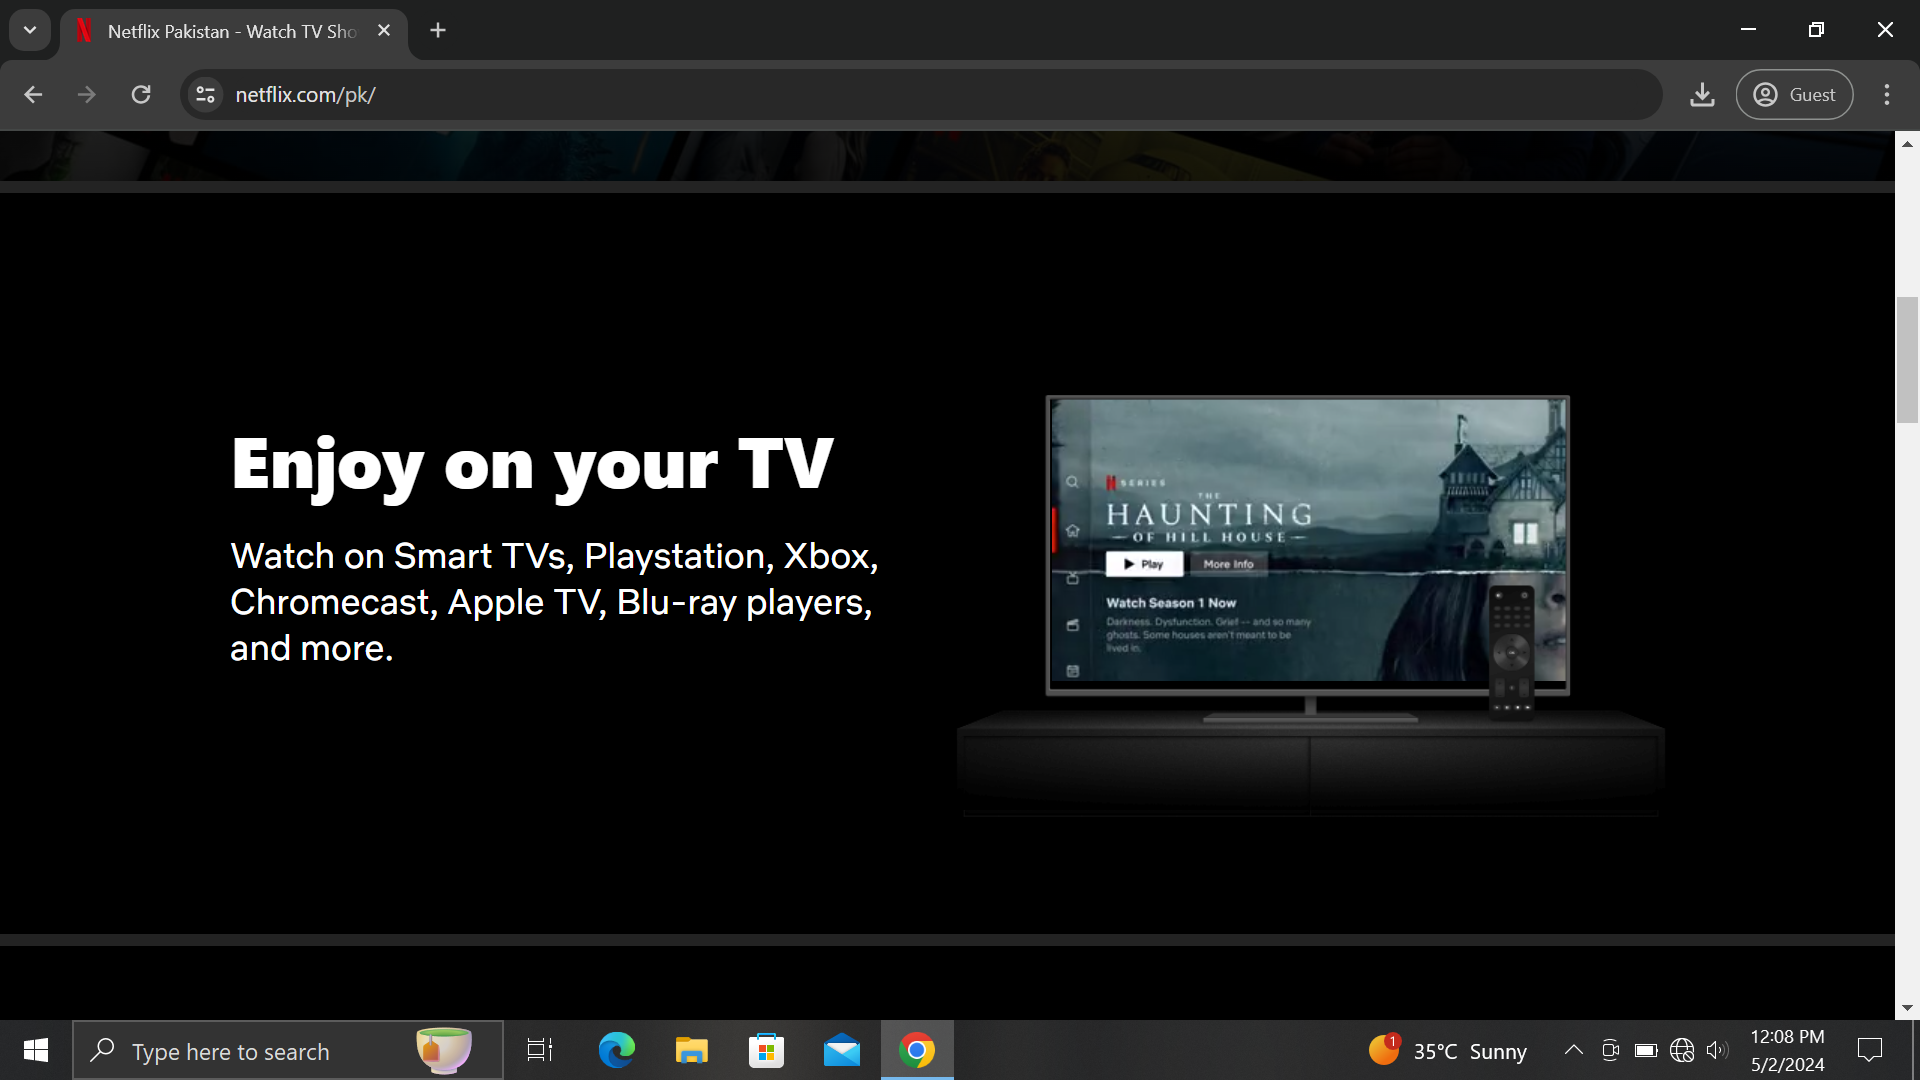 Netflix Pakistan - Watch TV Sho
netflix.com/pk/
Guest
Enjoy on your TV
Watch on Smart TVs, Playstation, Xbox,
Chromecast, Apple TV, Blu-ray players,
and more.
N SERIES
THE
HAUNTING
OF HILL HOUSE
Play
More Info
Watch Season 1 Now
Darkness. Dysfunction. Grief -- and so many
ghosts. Some houses aren't meant to be
lived in.
Type here to search
1
35°C Sunny
12:08 PM
5/2/2024